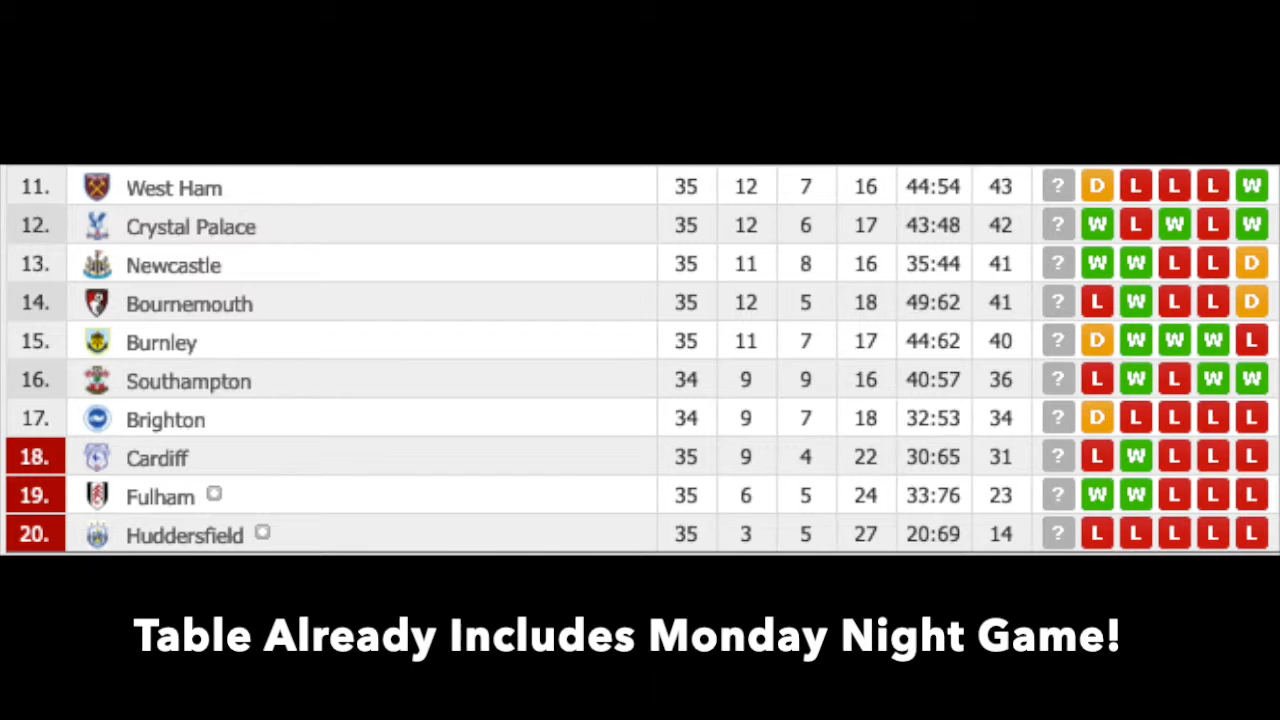 11. West Ham 35 12 7 16 44:54 43 ? D L L L W
12. Crystal Palace 35 12 6 17 43:48 42 ? W L W L W
13. Newcastle 35 11 8 16 35:44 41 ? W W L L D
14. Bournemouth 35 12 5 18 49:62 41 ? L W L L D
15. Burnley 35 11 7 17 44:62 40 ? D W W W L
16. Southampton 34 9 9 16 40:57 36 ? L W L W W
17. Brighton 34 9 7 18 32:53 34 ? D L L L L
18. Cardiff 35 9 4 22 30:65 31 ? L W L L L
19. Fulham 35 6 5 24 33:76 23 ? W W L L L
20. Huddersfield 35 3 5 27 20:69 14 ? L L L L L
Table Already Includes Monday Night Game!